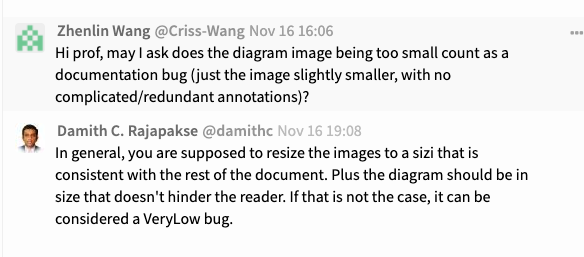 Zhenlin Wang @Criss-Wang Nov 16 16:06
Hi prof, may I ask does the diagram image being too small count as a
documentation bug (just the image slightly smaller, with no
complicated/redundant annotations)?
Damith C. Rajapakse @damithc Nov 16 19:08
In general, you are supposed to resize the images to a sizi that is
consistent with the rest of the document. Plus the diagram should be in
size that doesn't hinder the reader. If that is not the case, it can be
considered a VeryLow bug.